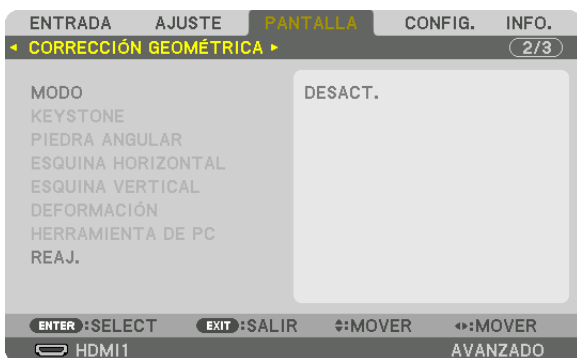 ENTRADA AJUSTE PANTALLA CONFIG. INFO.
CORRECCIÓN GEOMÉTRICA 2/3
MODO DESACT.
KEYSTONE
PIEDRA ANGULAR
ESQUINA HORIZONTAL
ESQUINA VERTICAL
DEFORMACIÓN
HERRAMIENTA DE PC
REAJ.
ENTER :SELECT EXIT :SALIR :MOVER :MOVER
HDMI1 AVANZADO